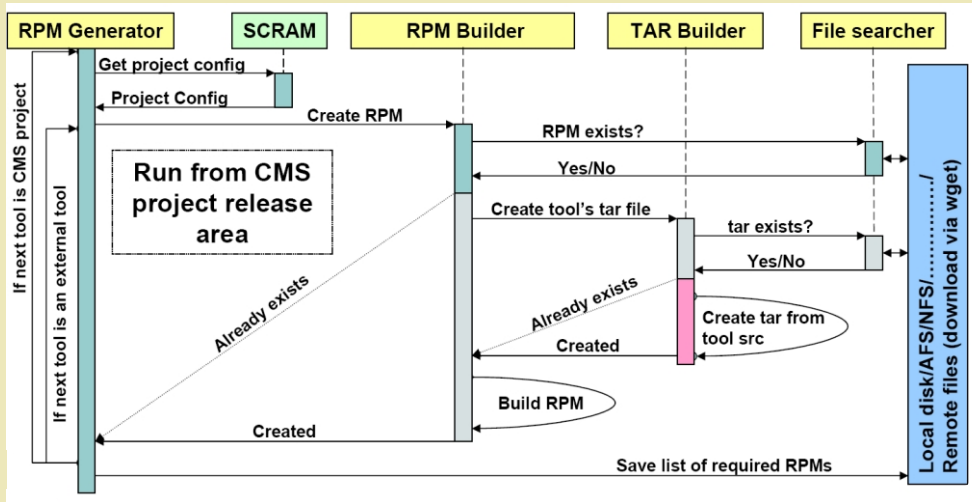 RPM Generator
SCRAM
RPM Builder
TAR Builder
File searcher
Get project config
Project Config
Create RPM
RPM exists?
Yes/No
Run from CMS
project release
area
Create tool's tar file
tar exists?
Yes/No
Already exists
Already exists
Create tar from
tool src
Created
Build RPM
Created
Save list of required RPMs
If next tool is CMS project
If next tool is an external tool
Local disk/AFS/NFS/............../
Remote files (download via wget)